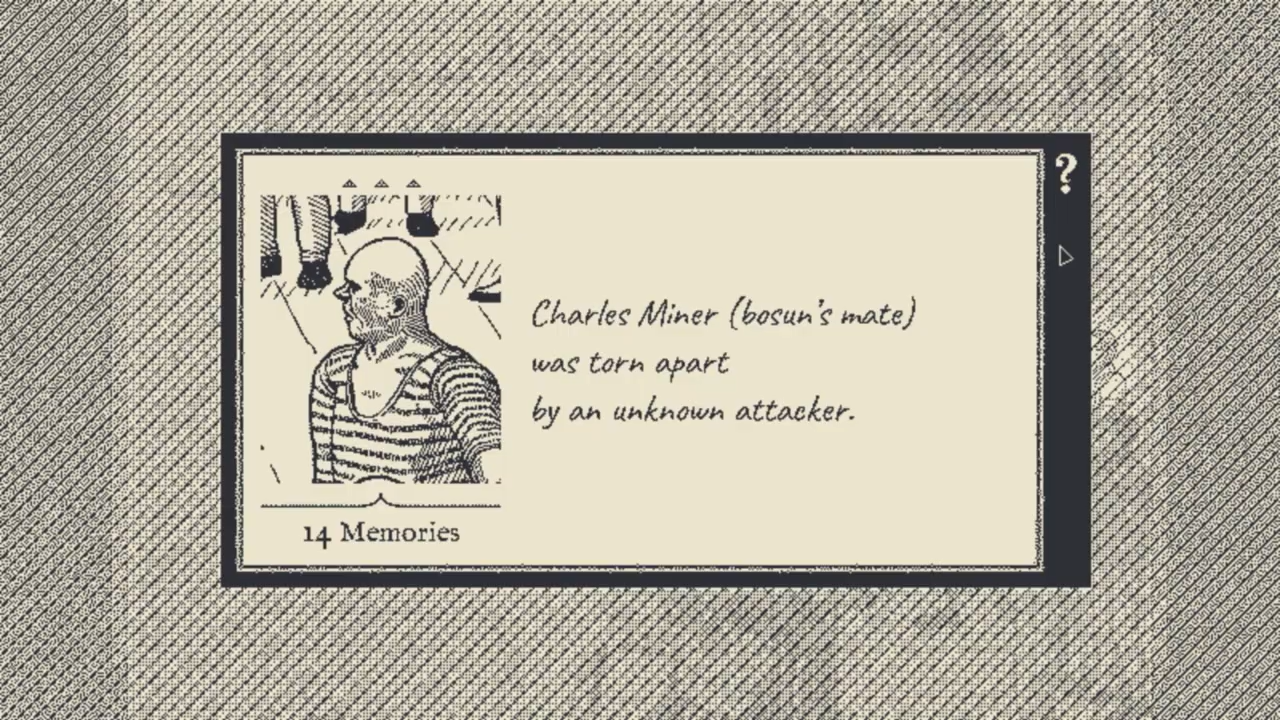 ?
Charles Miner (bosun's mate)
was torn apart
by an unknown attacker.
14 Memories